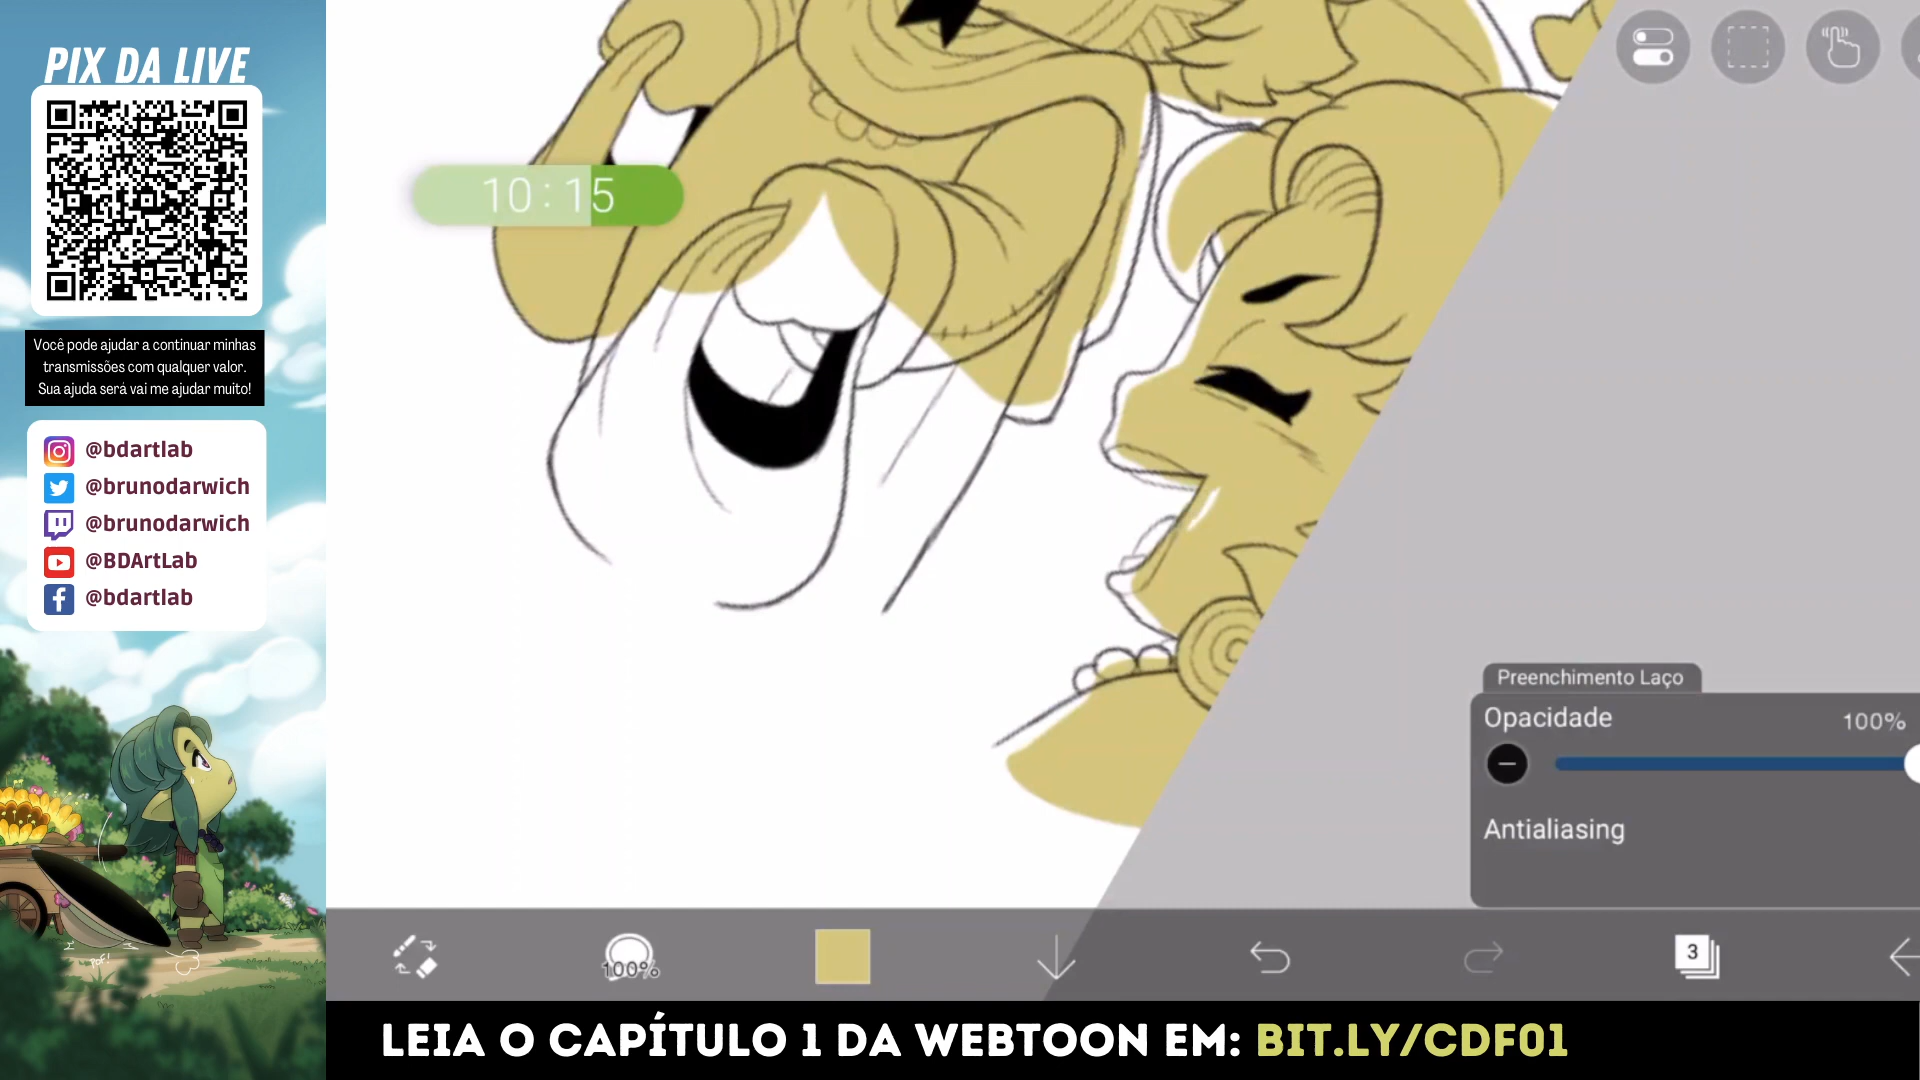 PIX DA LIVE
Você pode ajudar a continuar minhas
transmissões com qualquer valor.
Sua ajuda será vai me ajudar muito!
@bdartlab
@brunodarwich
@brunodarwich
@BDArtLab
@bdartlab
POF!
10:15
Preenchimento Laço
Opacidade
100%
Antialiasing
100%
3
LEIA O CAPÍTULO 1 DA WEBTOON EM: BIT.LY/CDF01